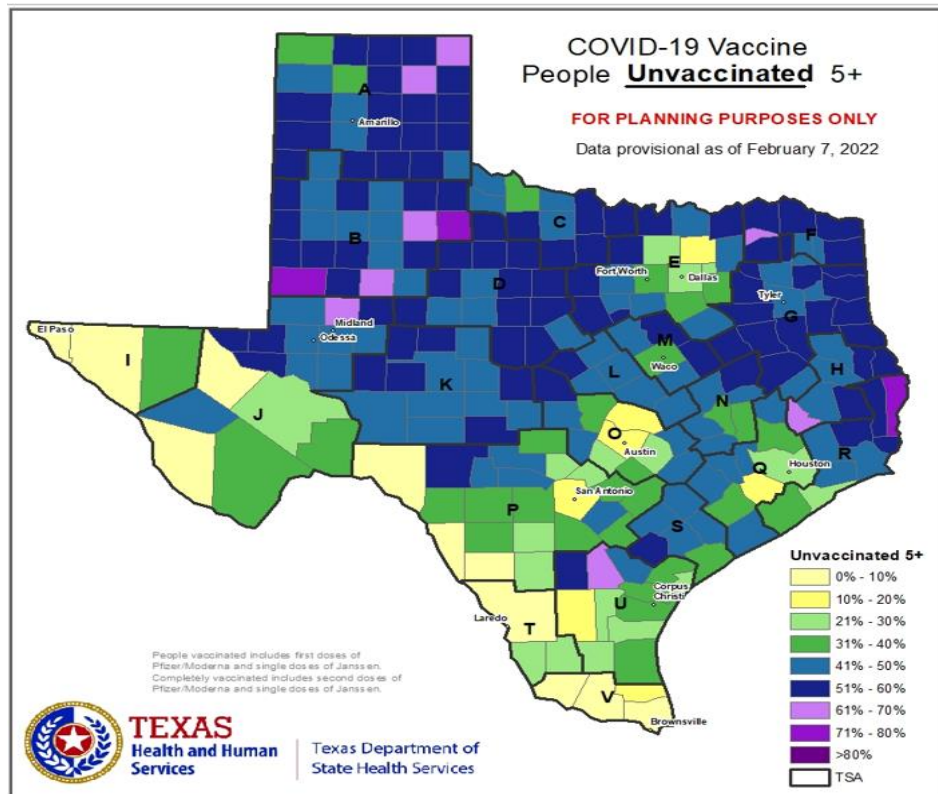 COVID-19 Vaccine
People Unvaccinated 5+
FOR PLANNING PURPOSES ONLY
Data provisional as of February 7, 2022
A
Amarillo
B
C
D
E
Fort Worth
Dallas
F
Tyler
G
Midland
Odessa
El Paso
I
J
K
L
M
Waco
N
H
O
Austin
Q
Houston
R
San Antonio
P
S
Corpus
Christi
U
Laredo
T
V
Brownsville
Unvaccinated 5+
0% - 10%
10% - 20%
21% - 30%
31% - 40%
41% - 50%
51% - 60%
61% - 70%
71% - 80%
>80%
TSA
People vaccinated includes first doses of
Pfizer/Moderna and single doses of Janssen.
Completely vaccinated includes second doses of
Pfizer/Moderna and single doses of Janssen.
TEXAS
Health and Human
Services
Texas Department of
State Health Services